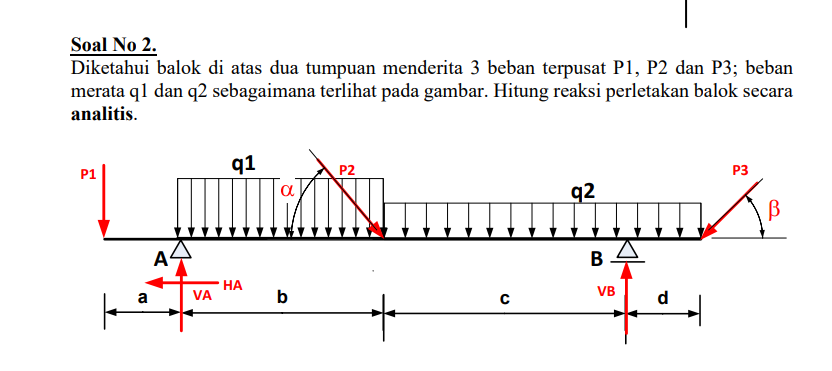 Soal No 2.
Diketahui balok di atas dua tumpuan menderita 3 beban terpusat P1, P2 dan P3; beban
merata q1 dan q2 sebagaimana terlihat pada gambar. Hitung reaksi perletakan balok secara
analitis.
P1
q1
α
P2
q2
P3
β
A
B
HA
VA
VB
a
b
c
d